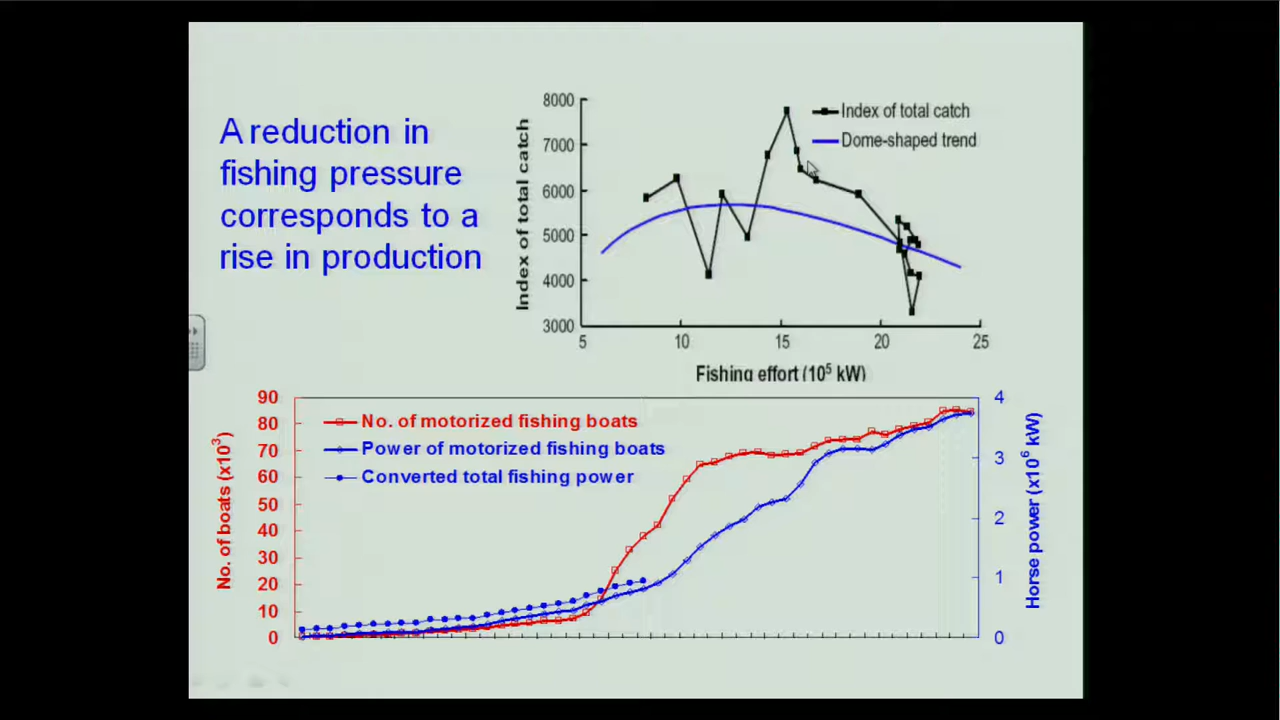 A reduction in
fishing pressure
corresponds to a
rise in production
Index of total catch
8000
7000
6000
5000
4000
3000
Index of total catch
Dome-shaped trend
5 10 15 20 25
Fishing effort (10⁵ kW)
No. of boats (x10³)
90
80
70
60
50
40
30
20
10
0
No. of motorized fishing boats
Power of motorized fishing boats
Converted total fishing power
4
3
2
1
0
Horse power (x10⁶ kW)